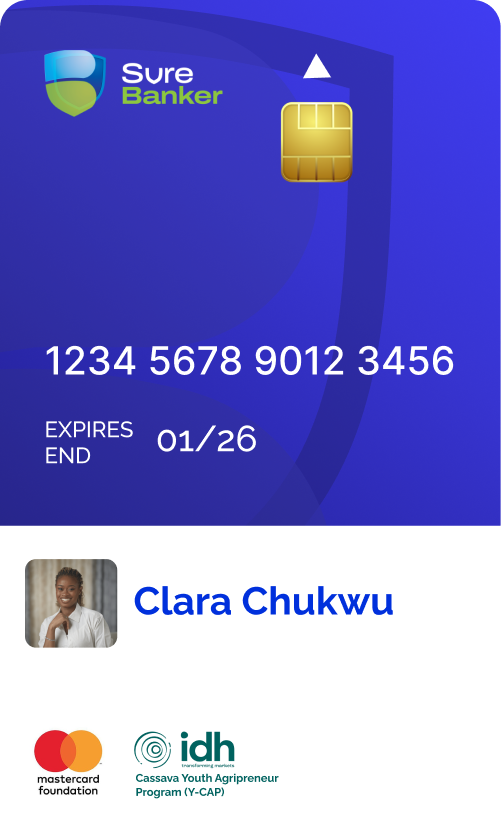 Sure
Banker
1234 5678 9012 3456
EXPIRES
END
01/26
Clara Chukwu
mastercard
foundation
idh
transforming markets
Cassava Youth Agripreneur
Program (Y-CAP)